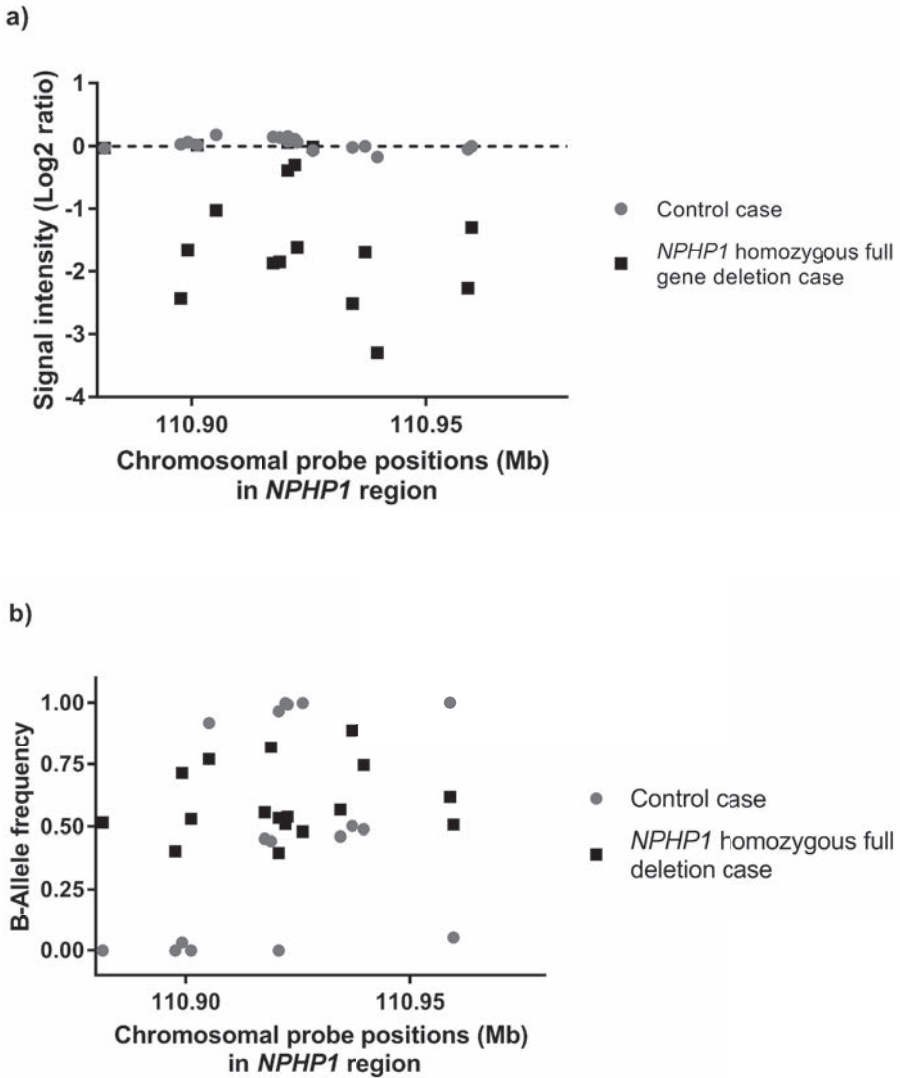 a)
1
0
-1
-2
-3
-4
Signal intensity (Log2 ratio)
110.90
110.95
Chromosomal probe positions (Mb)
in NPHP1 region
Control case
NPHP1 homozygous full
gene deletion case
b)
1.00
0.75
0.50
0.25
0.00
B-Allele frequency
110.90
110.95
Chromosomal probe positions (Mb)
in NPHP1 region
Control case
NPHP1 homozygous full
deletion case